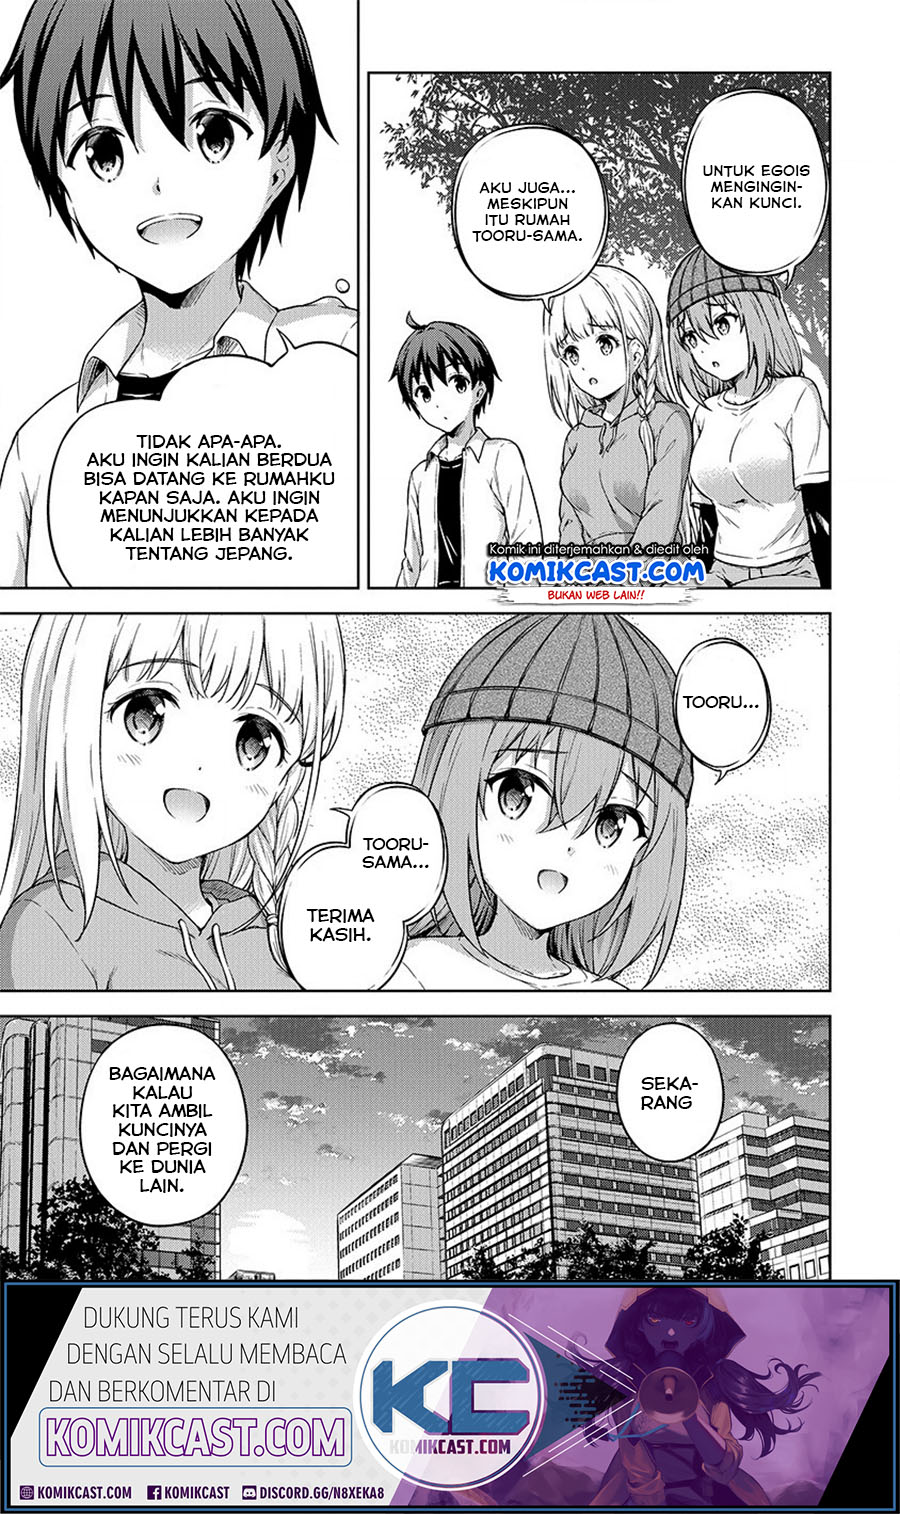 UNTUK EGOIS
MENGINGIN-
KAN KUNCI.
AKU JUGA...
MESKIPUN
ITU RUMAH
TOORU-SAMA.
TIDAK APA-APA.
AKU INGIN KALIAN BERDUA
BISA DATANG KE RUMAHKU
KAPAN SAJA. AKU INGIN
MENUNJUKKAN KEPADA
KALIAN LEBIH BANYAK
TENTANG JEPANG.
Komik ini diterjemahkan & diedit oleh
KOMIKCAST.COM
BUKAN WEB LAIN!!
TOORU...
TOORU-
SAMA...
TERIMA
KASIH.
SEKA-
RANG
BAGAIMANA
KALAU
KITA AMBIL
KUNCINYA
DAN PERGI
KE DUNIA
LAIN.
DUKUNG TERUS KAMI
DENGAN SELALU MEMBACA
DAN BERKOMENTAR DI
KOMIKCAST.COM
KC
KOMIKCAST.COM
KOMIKCAST.COM KOMIKCAST DISCORD.GG/N8XEKA8